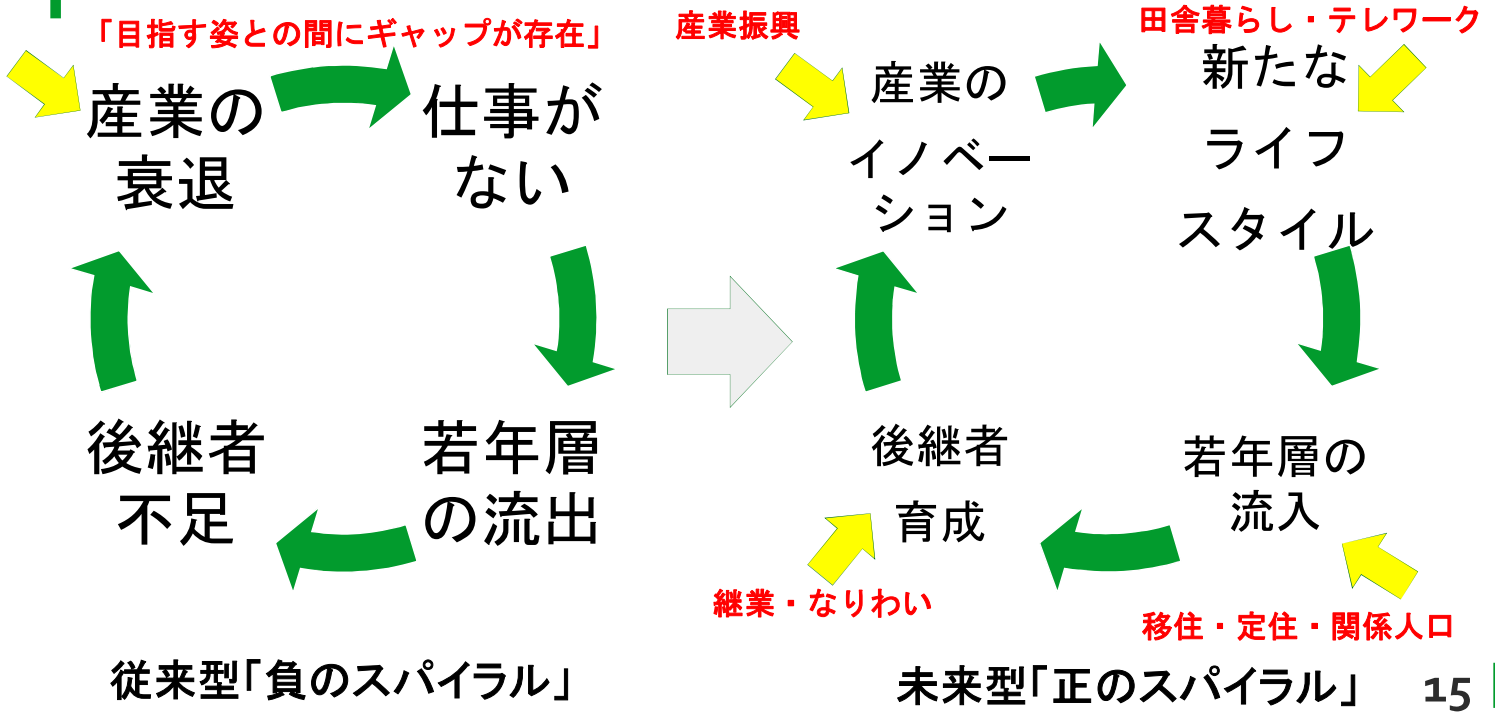 「目指す姿との間にギャップが存在」
産業の
衰退
仕事が
ない
若年層
の流出
後継者
不足
従来型「負のスパイラル」
産業振興
産業の
イノベー
ション
田舎暮らし・テレワーク
新たな
ライフ
スタイル
若年層の
流入
移住・定住・関係人口
後継者
育成
継業・なりわい
未来型「正のスパイラル」
15